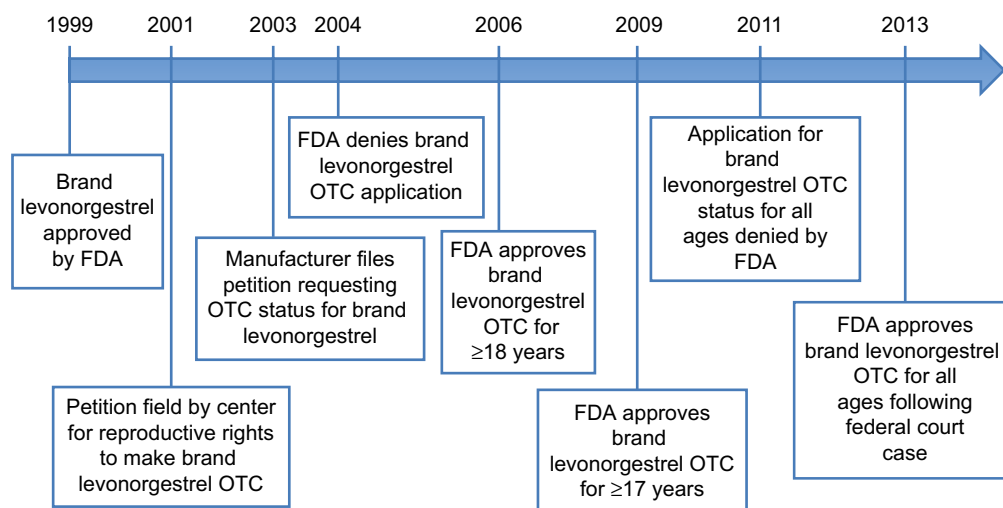 1999
2001
2003
2004
2006
2009
2011
2013
Brand
levonorgestrel
approved
by FDA
Petition field by center
for reproductive rights
to make brand
levonorgestrel OTC
Manufacturer files
petition requesting
OTC status for brand
levonorgestrel
FDA denies brand
levonorgestrel
OTC application
FDA approves
brand
levonorgestrel
OTC for
≥18 years
FDA approves
brand
levonorgestrel OTC
for ≥17 years
Application for
brand
levonorgestrel OTC
status for all
ages denied by
FDA
FDA approves
brand levonorgestrel
OTC for all
ages following
federal court
case